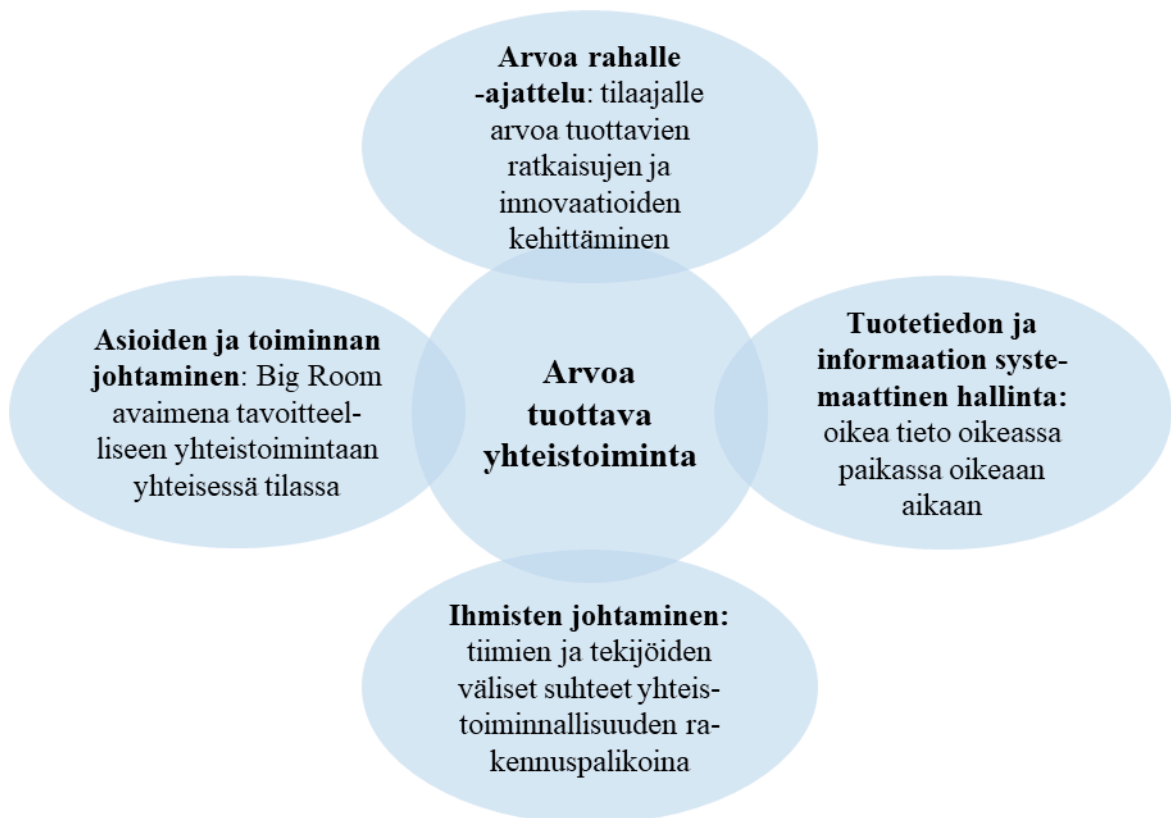 Arvoa rahalle
-ajattelu: tilaajalle
arvoa tuottavien
ratkaisujen ja
innovaatioiden
kehittäminen
Asioiden ja toiminnan
johtaminen: Big Room
avaimena tavoitteel-
liseen yhteistoimintaan
yhteisessä tilassa
Arvoa
tuottava
yhteistoiminta
Tuotetiedon ja
informaation syste-
maattinen hallinta:
oikea tieto oikeassa
paikassa oikeaan
aikaan
Ihmisten johtaminen:
tiimien ja tekijöiden
väliset suhteet yhteis-
toiminnallisuuden ra-
kennuspalikoina